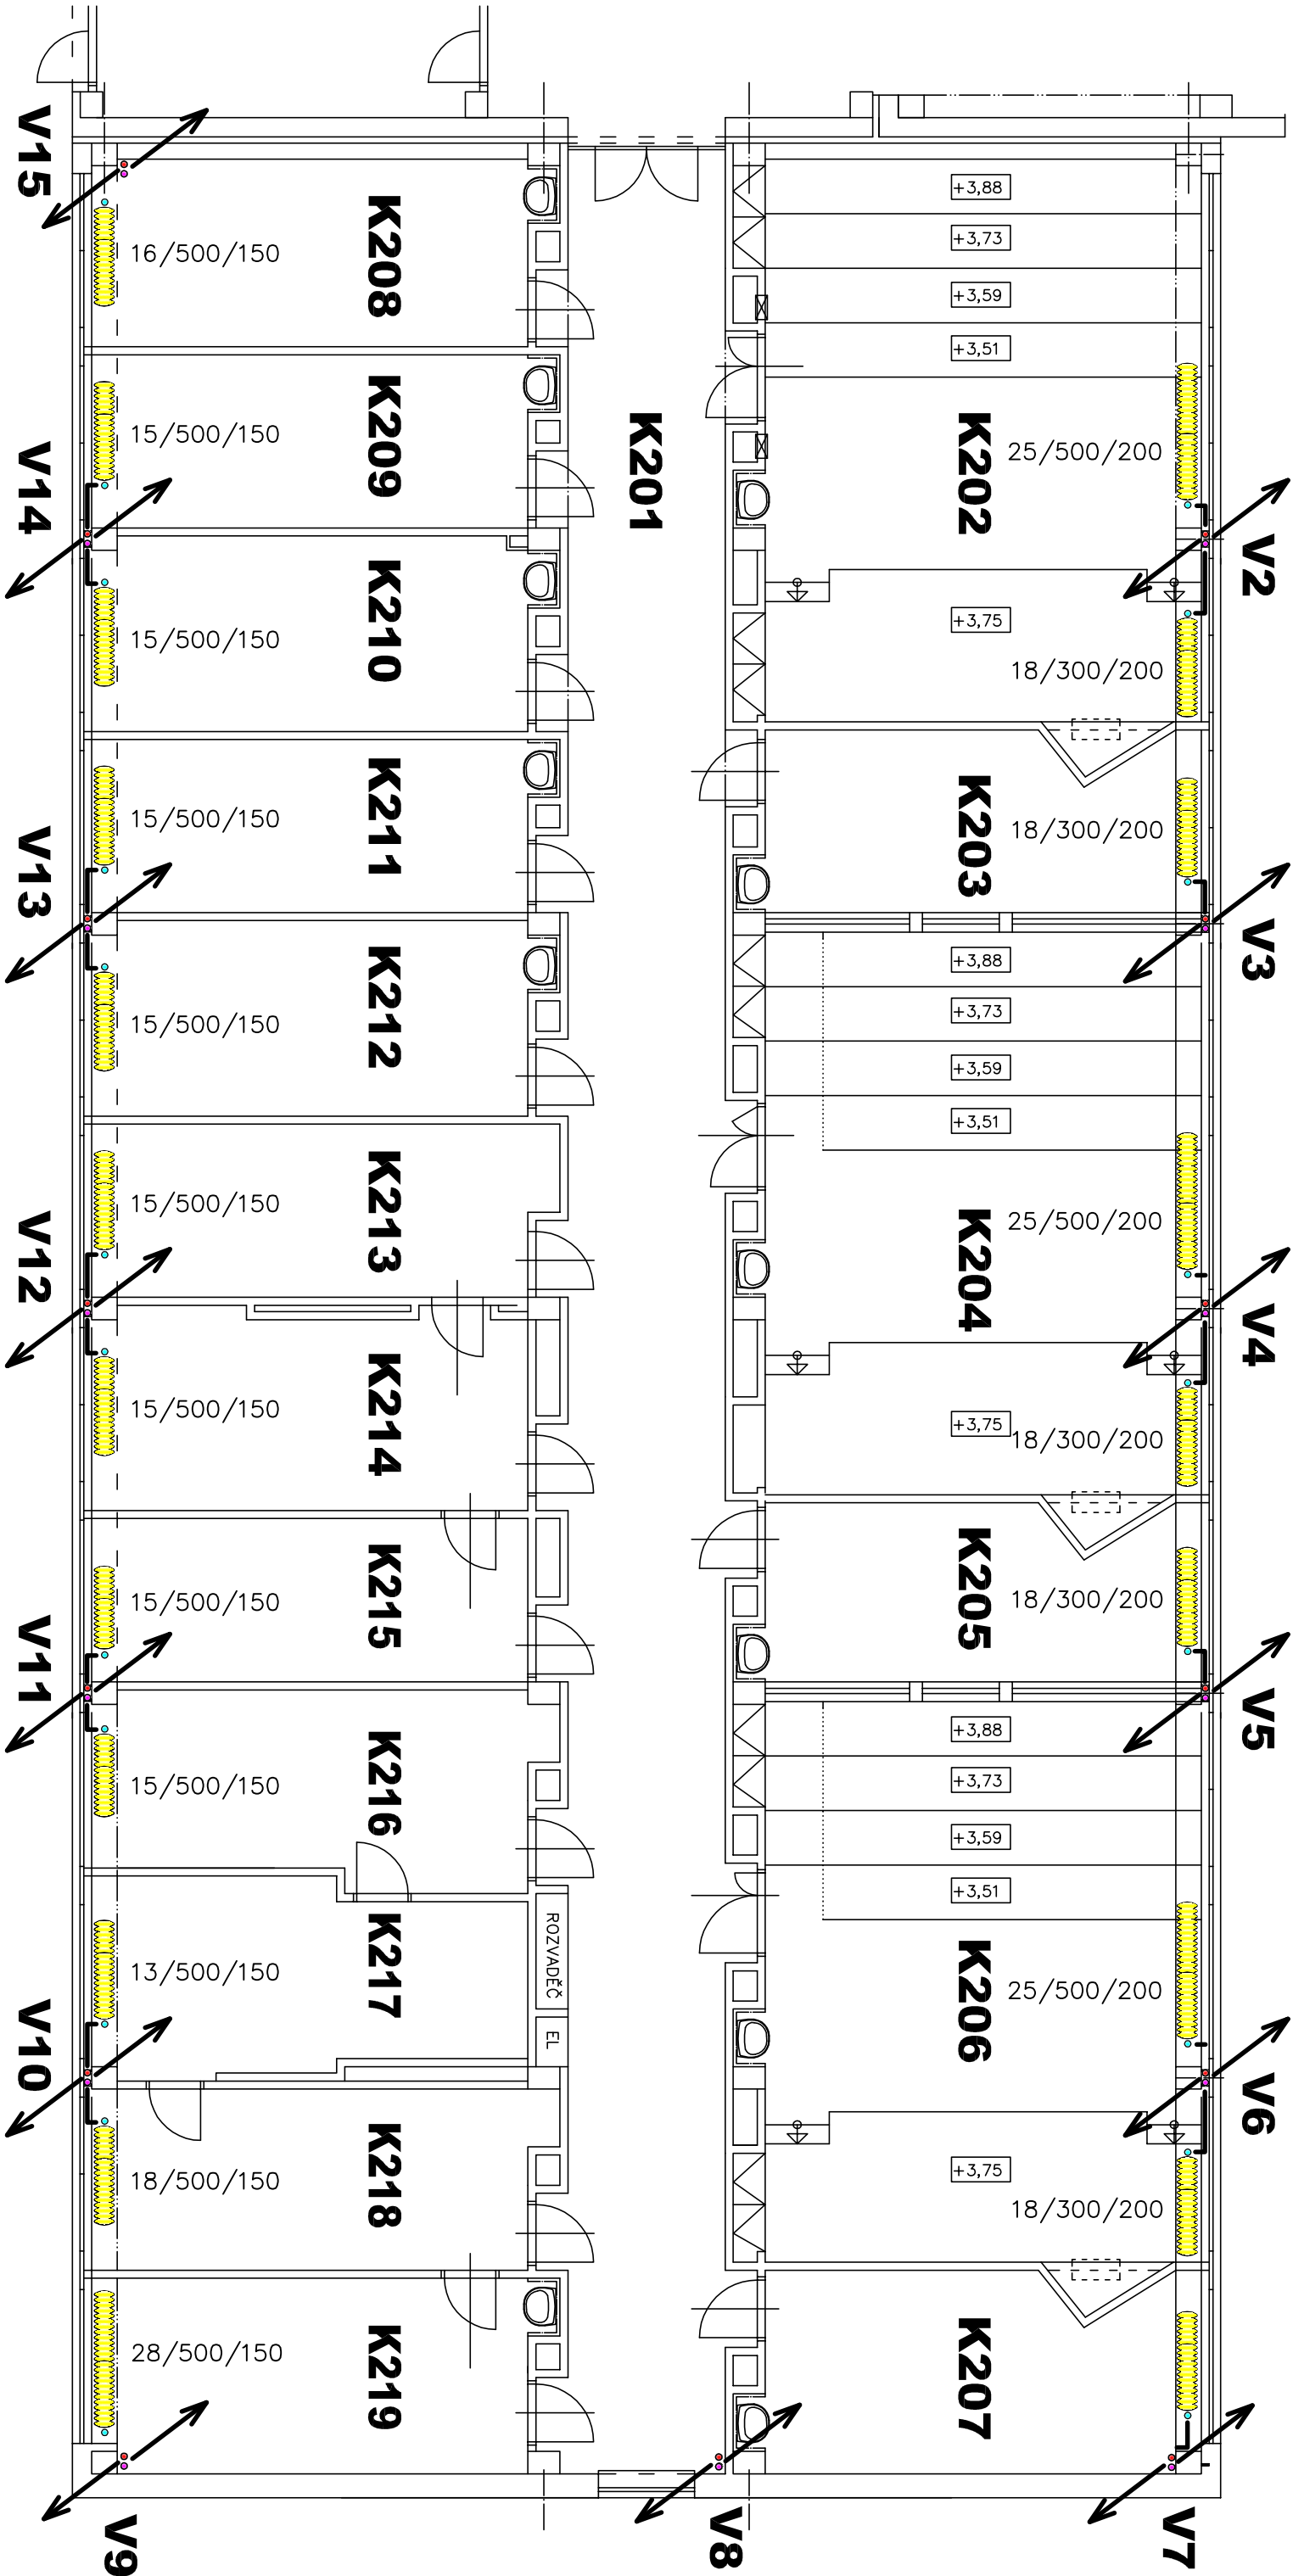 V15
K208
16/500/150
+3,88
+3,73
+3,59
+3,51
K209
15/500/150
K201
K202
25/500/200
V14
V2
K210
15/500/150
+3,75
18/300/200
K211
15/500/150
K203
18/300/200
V13
V3
K212
15/500/150
+3,88
+3,73
+3,59
+3,51
K213
15/500/150
K204
25/500/200
V12
V4
K214
15/500/150
+3,75
18/300/200
K215
15/500/150
K205
18/300/200
V11
V5
K216
15/500/150
+3,88
+3,73
+3,59
+3,51
K217
13/500/150
ROZVADĚČ
EL
K206
25/500/200
V10
V6
K218
18/500/150
+3,75
18/300/200
K219
28/500/150
K207
V9
V8
V7